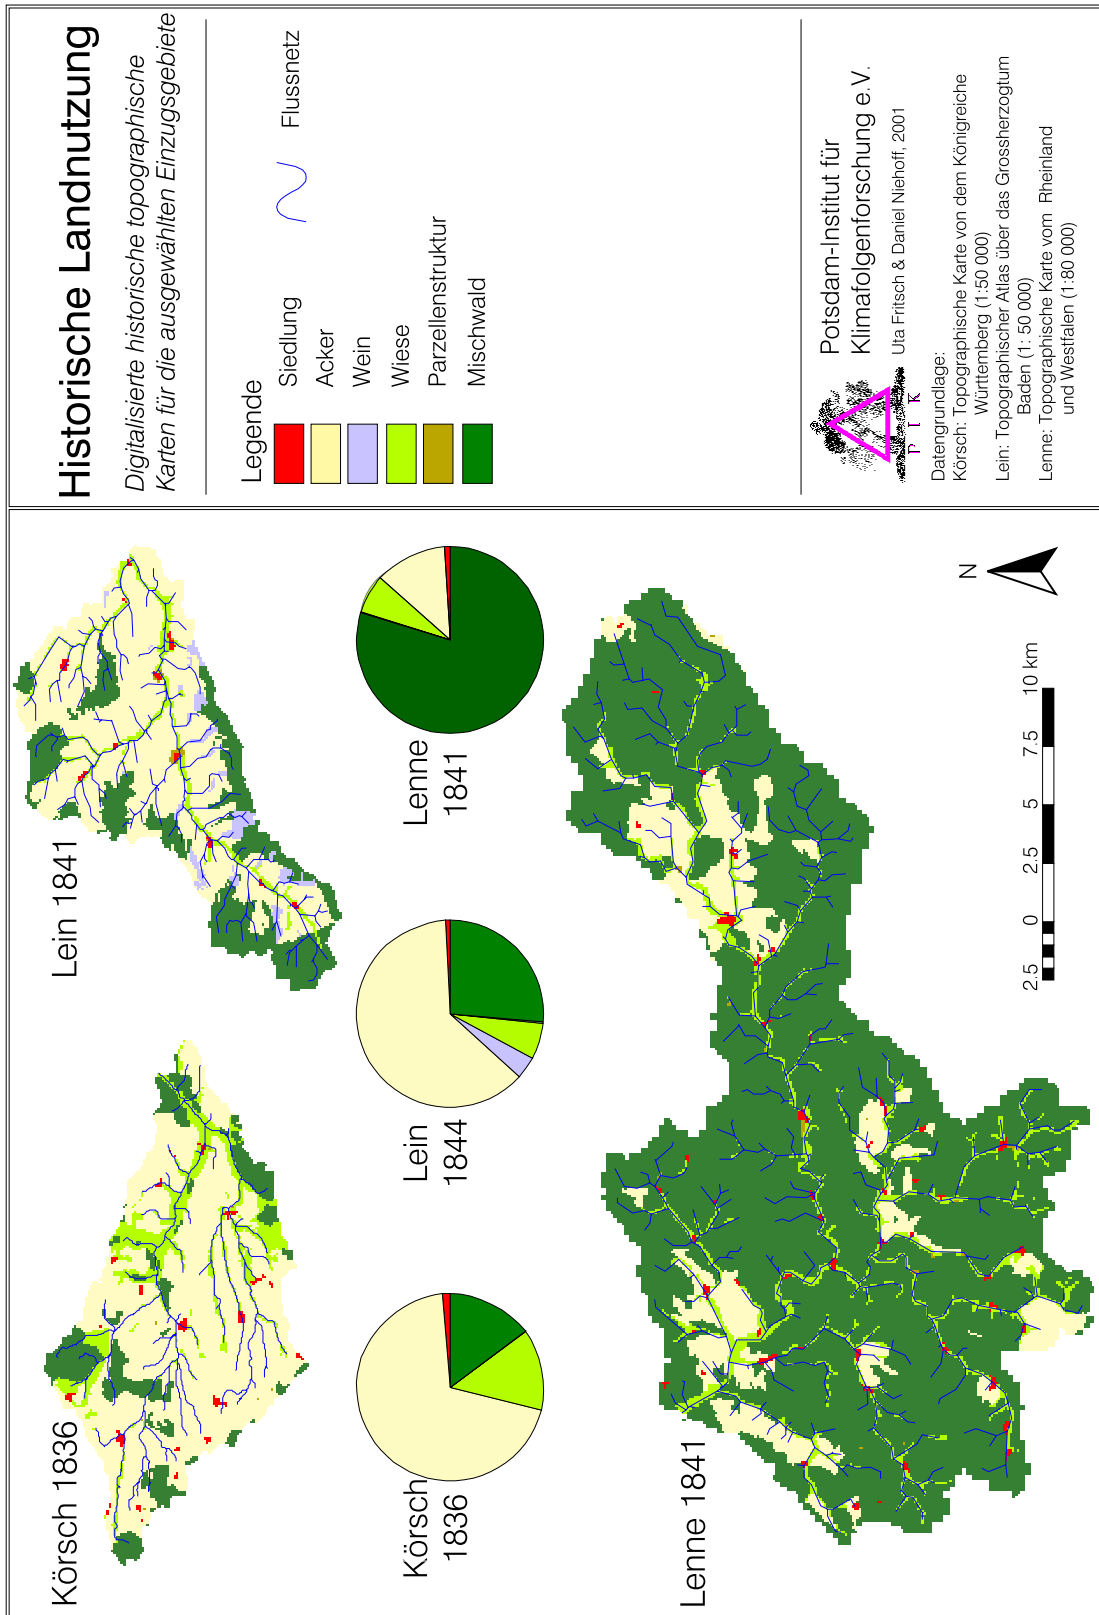 Historische Landnutzung
Digitalisierte historische topographische
Karten für die ausgewählten Einzugsgebiete
Legende
Siedlung
Acker
Wein
Wiese
Parzellenstruktur
Mischwald
Flussnetz
Potsdam-Institut für
Klimafolgenforschung e.V.
Uta Fritsch & Daniel Niehoff, 2001
P I K
Datengrundlage:
Körsch: Topographische Karte von dem Königreiche
Württemberg (1:50 000)
Lein: Topographischer Atlas über das Grossherzogtum
Baden (1: 50 000)
Lenne: Topographische Karte vom Rheinland
und Westfalen (1:80 000)
Körsch 1836
Lein 1841
Körsch
1836
Lein
1844
Lenne
1841
Lenne 1841
2.5 0 2.5 5 7.5 10 km
N